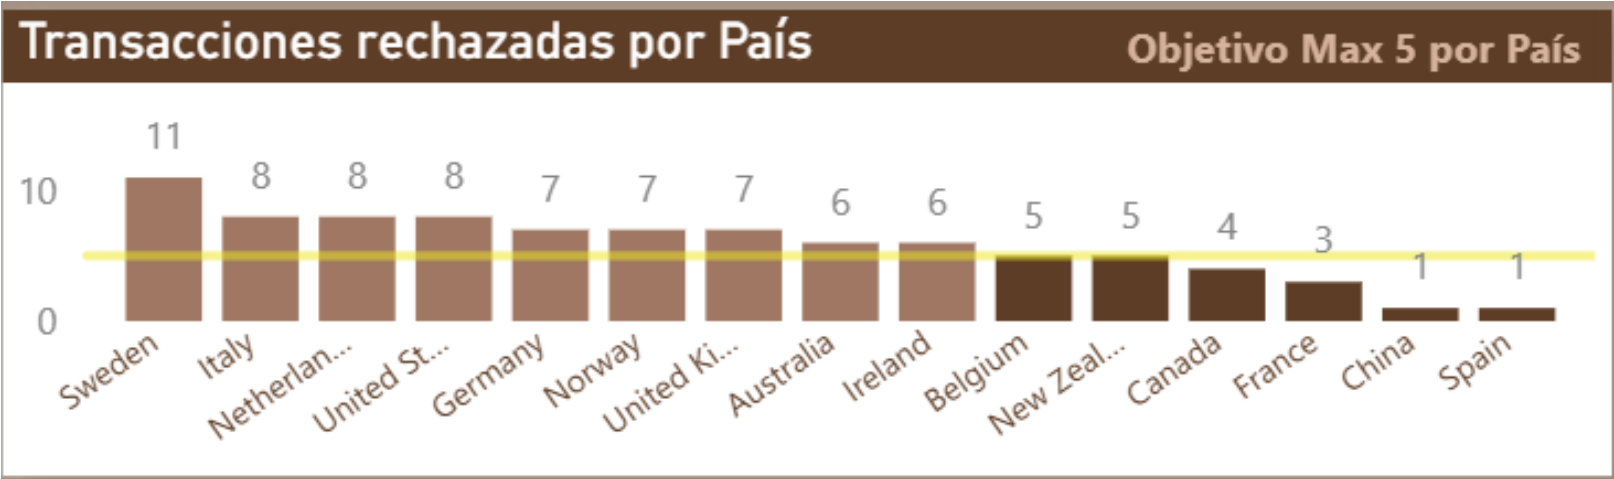 Transacciones rechazadas por País
Objetivo Max 5 por País
11
8
8
8
7
7
7
6
6
5
5
4
3
1
1
10
0
Sweden
Italy
Netherlan...
United St...
Germany
Norway
United Ki...
Australia
Ireland
Belgium
New Zeal...
Canada
France
China
Spain